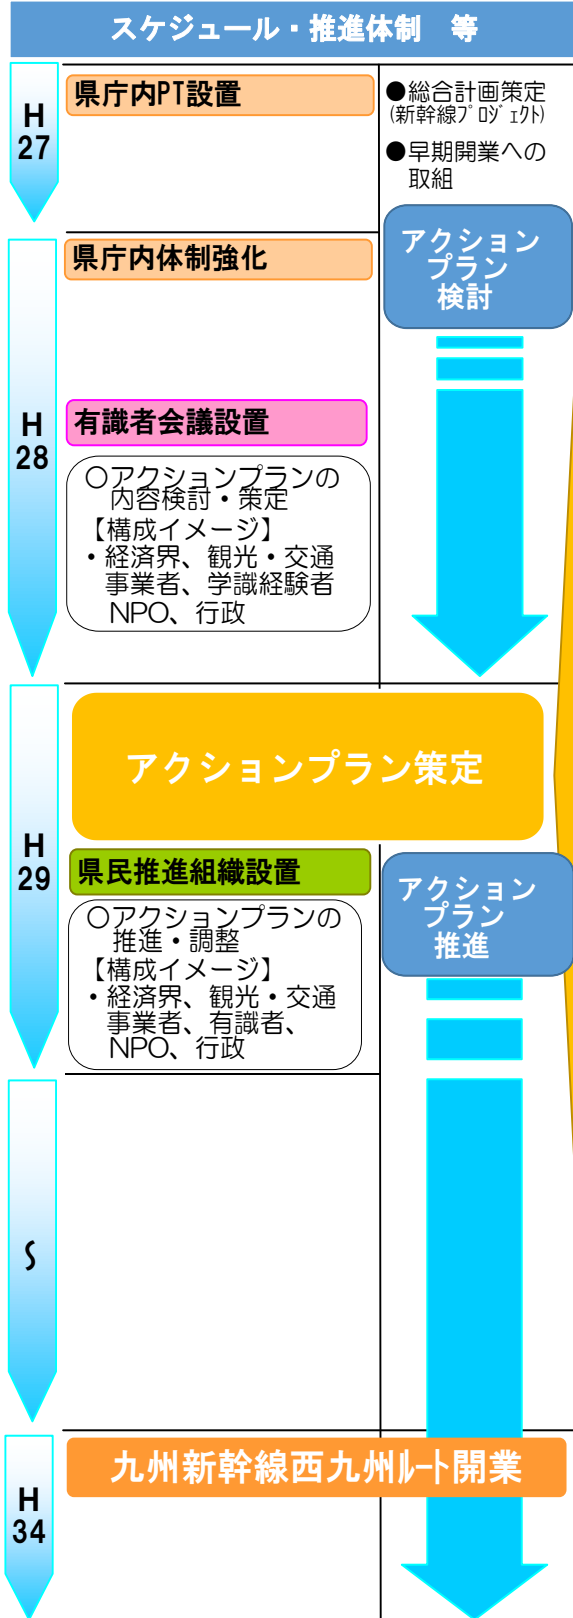 スケジュール・推進体制　等
H
27
県庁内PT設置
●総合計画策定
(新幹線ﾌﾟﾛｼﾞｪｸﾄ)
●早期開業への
取組
県庁内体制強化
アクション
プラン
検討
H
28
有識者会議設置
〇アクションプランの
内容検討・策定
【構成イメージ】
・経済界、観光・交通
事業者、学識経験者
NPO、行政
アクションプラン策定
H
29
県民推進組織設置
〇アクションプランの
推進・調整
【構成イメージ】
・経済界、観光・交通
事業者、有識者、
NPO、行政
アクション
プラン
推進
〜
九州新幹線西九州ルート開業
H
34